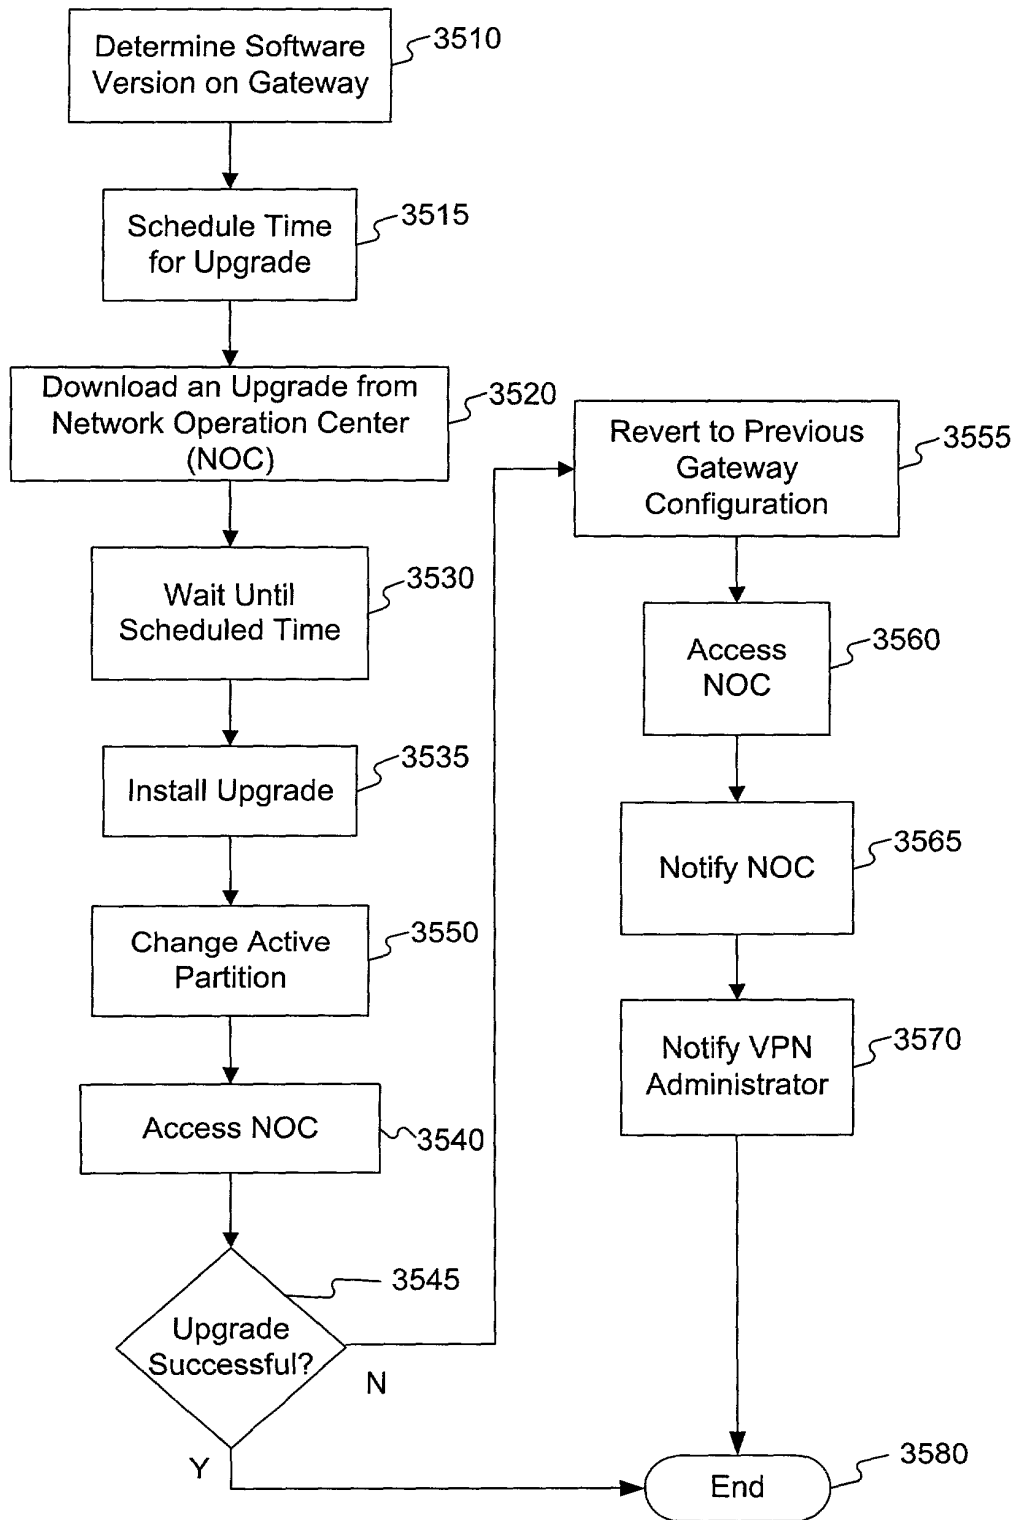 Determine Software
Version on Gateway
3510
Schedule Time
for Upgrade
3515
Download an Upgrade from
Network Operation Center
(NOC)
3520
Wait Until
Scheduled Time
3530
Install Upgrade
3535
Change Active
Partition
3550
Access NOC
3540
Upgrade
Successful?
3545
N
Y
Revert to Previous
Gateway
Configuration
3555
Access
NOC
3560
Notify NOC
3565
Notify VPN
Administrator
3570
End
3580